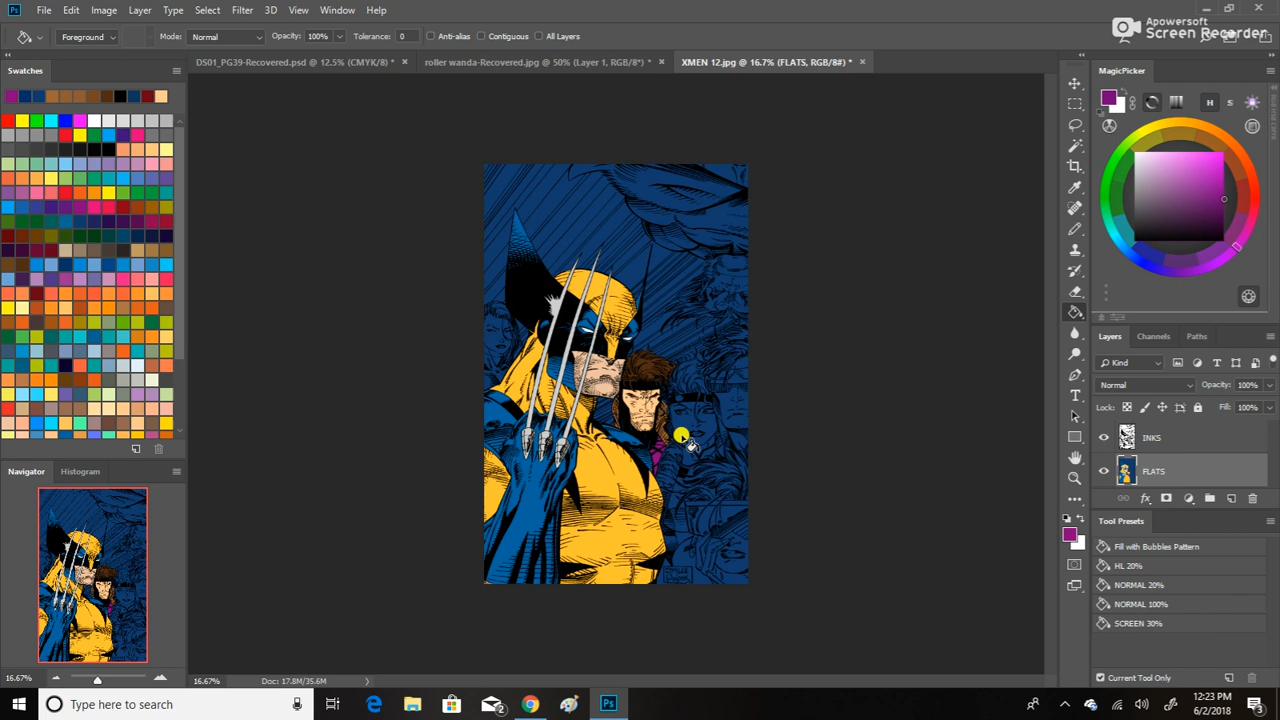 Ps File Edit Image Layer Type Select Filter 3D View Window Help
Apowersoft
Screen Recorder
Foreground Mode: Normal Opacity: 100% Tolerance: 0 Anti-alias Contiguous All Layers
Swatches
DS01_PG39-Recovered.psd @ 12.5% (CMYK/8) * × roller wanda-Recovered.jpg @ 50% (Layer 1, RGB/8*) * × XMEN 12.jpg @ 16.7% (FLATS, RGB/8#) * ×
MagicPicker
H S
Layers Channels Paths
Kind
Normal Opacity: 100%
Lock: Fill: 100%
INKS
FLATS
fx
Navigator Histogram
Tool Presets
Fill with Bubbles Pattern
HL 20%
NORMAL 20%
NORMAL 100%
SCREEN 30%
Current Tool Only
16.67%
16.67% Doc: 17.8M/35.6M
Type here to search
2
Ps
12:23 PM
6/2/2018
3